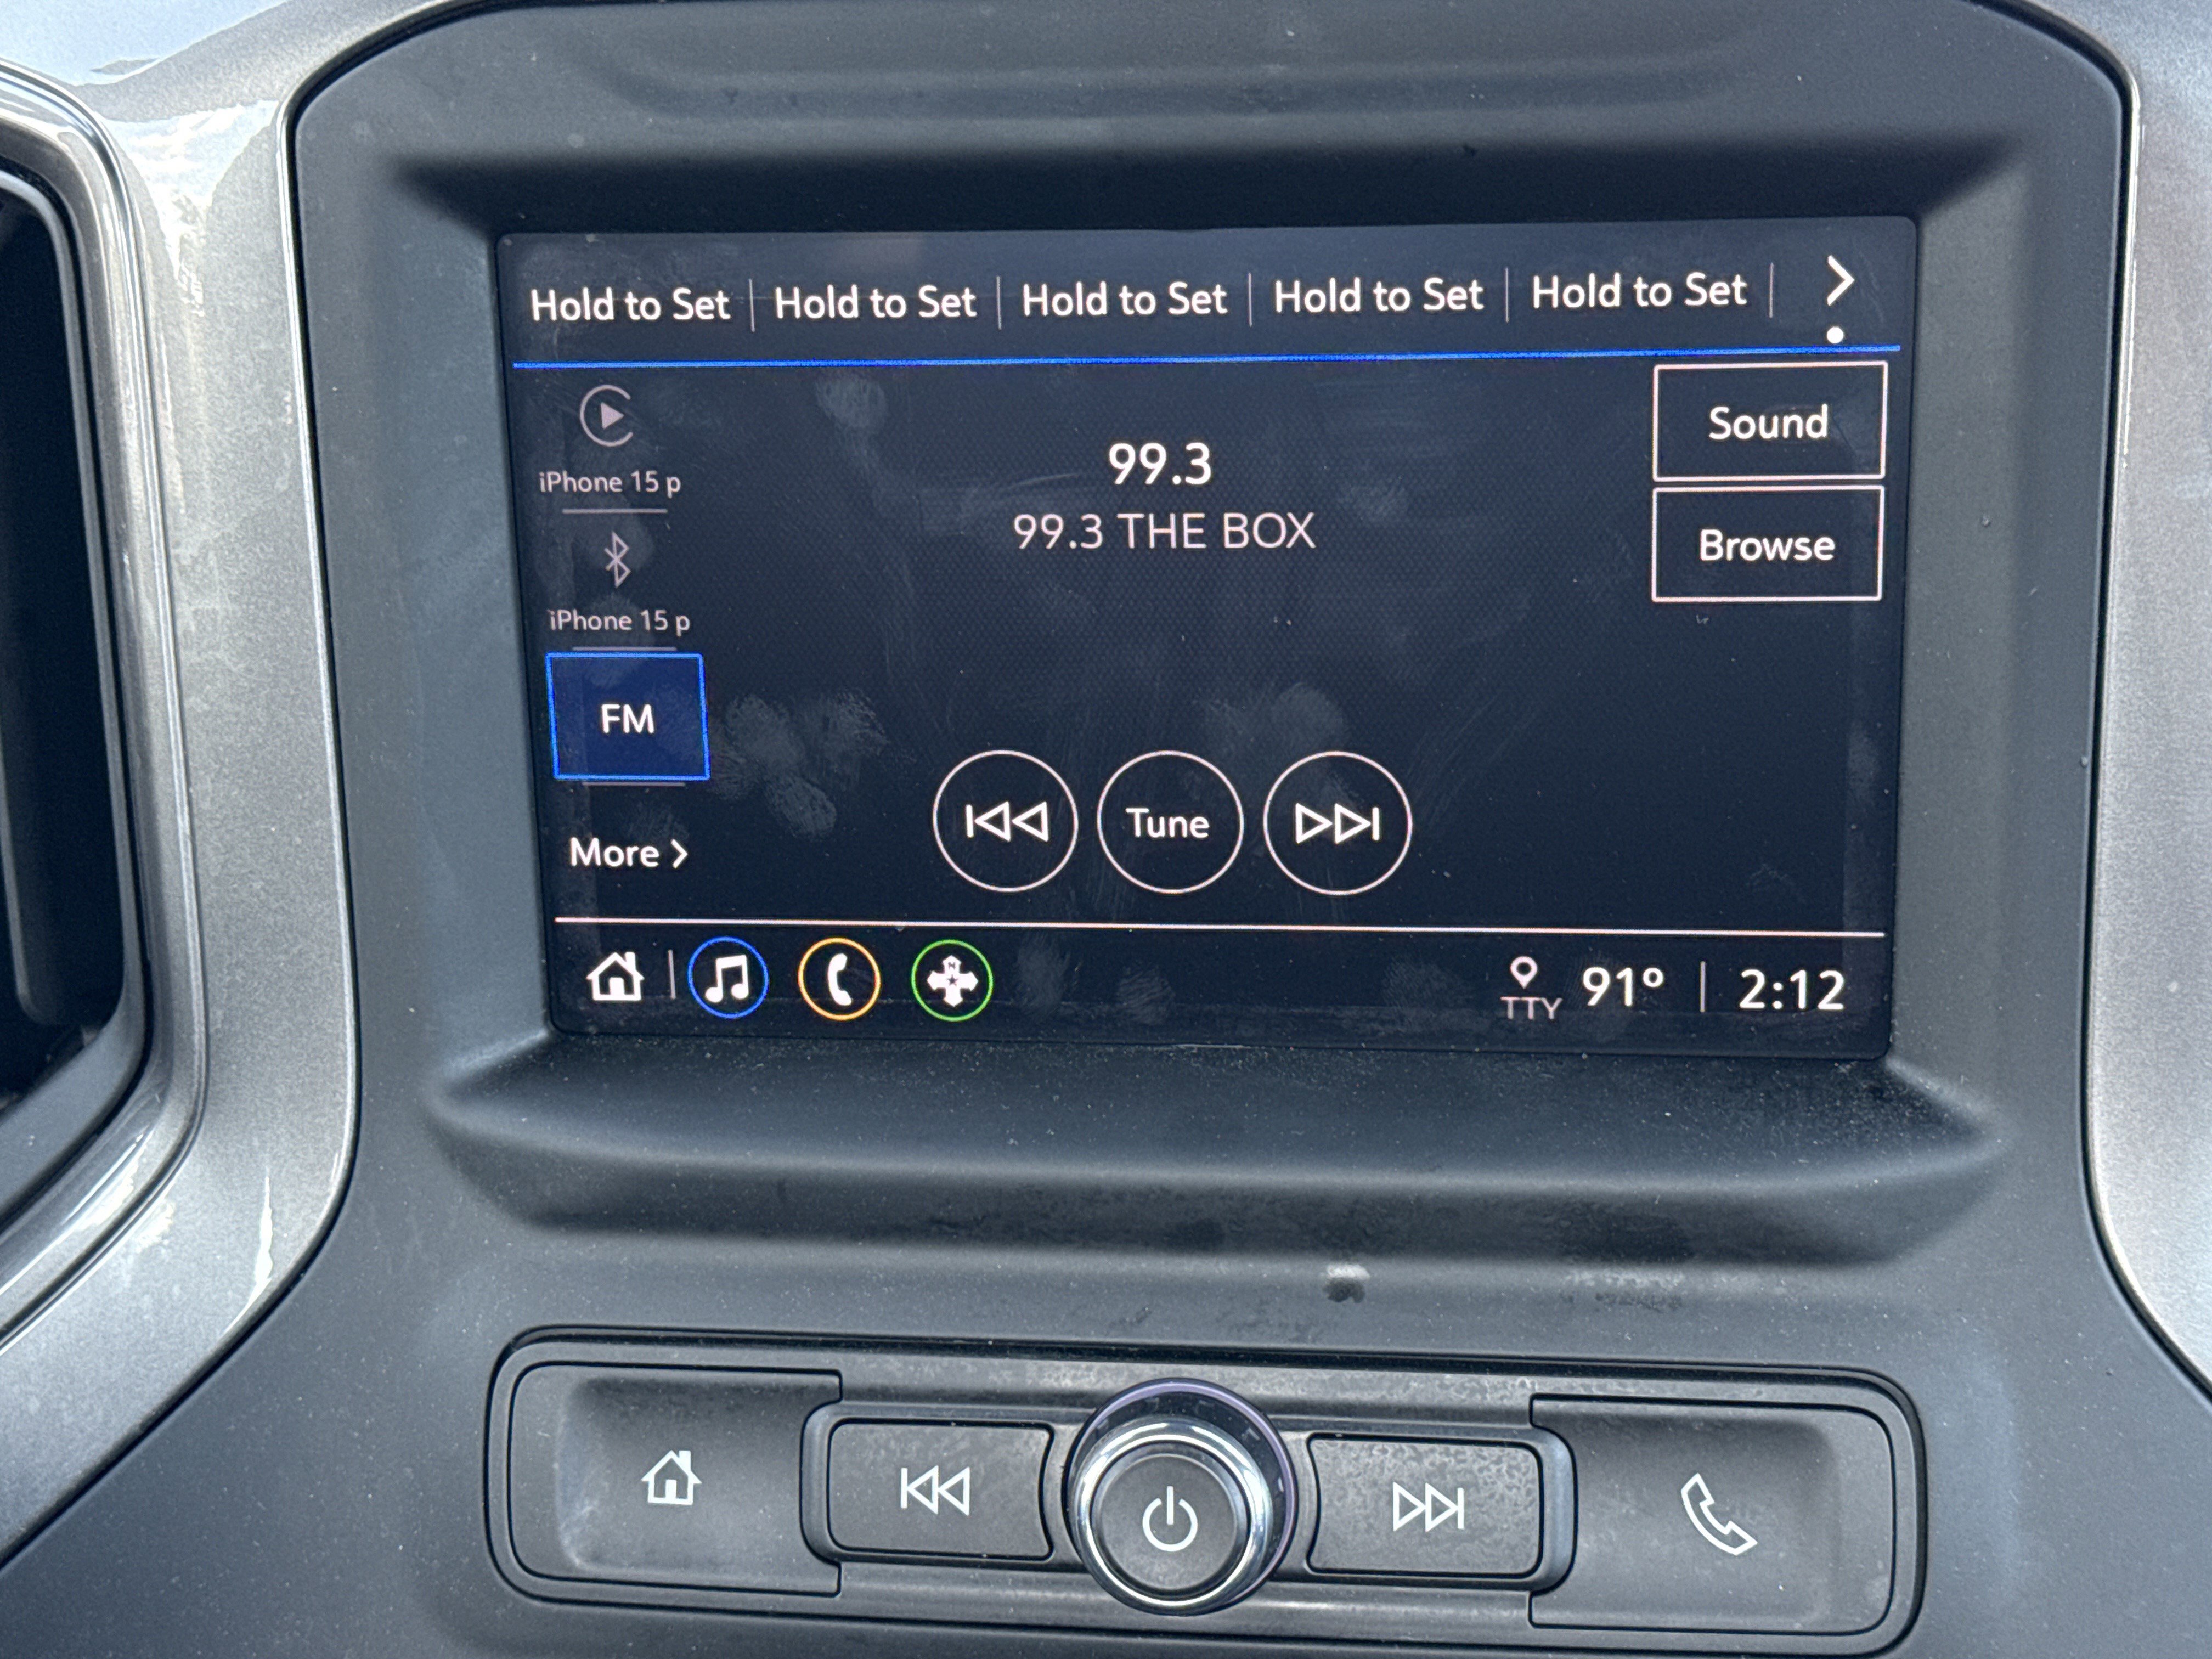 Hold to Set Hold to Set Hold to Set Hold to Set Hold to Set
Sound
99.3
iPhone 15 p
99.3 THE BOX
Browse
iPhone 15 p
FM
Tune
More
N
TTY 91° 2:12